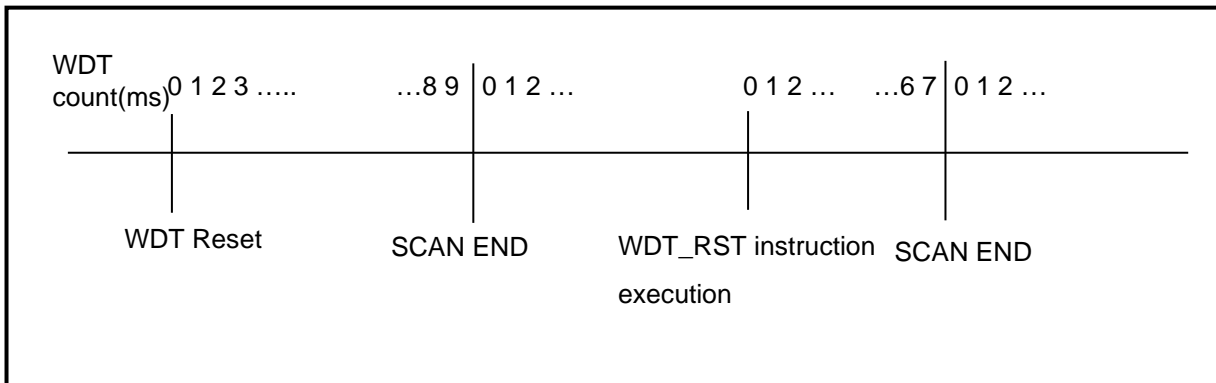 WDT
count(ms) 0 1 2 3 ….. …8 9 0 1 2 … 0 1 2 … …6 7 0 1 2 …
WDT Reset SCAN END WDT_RST instruction SCAN END
execution